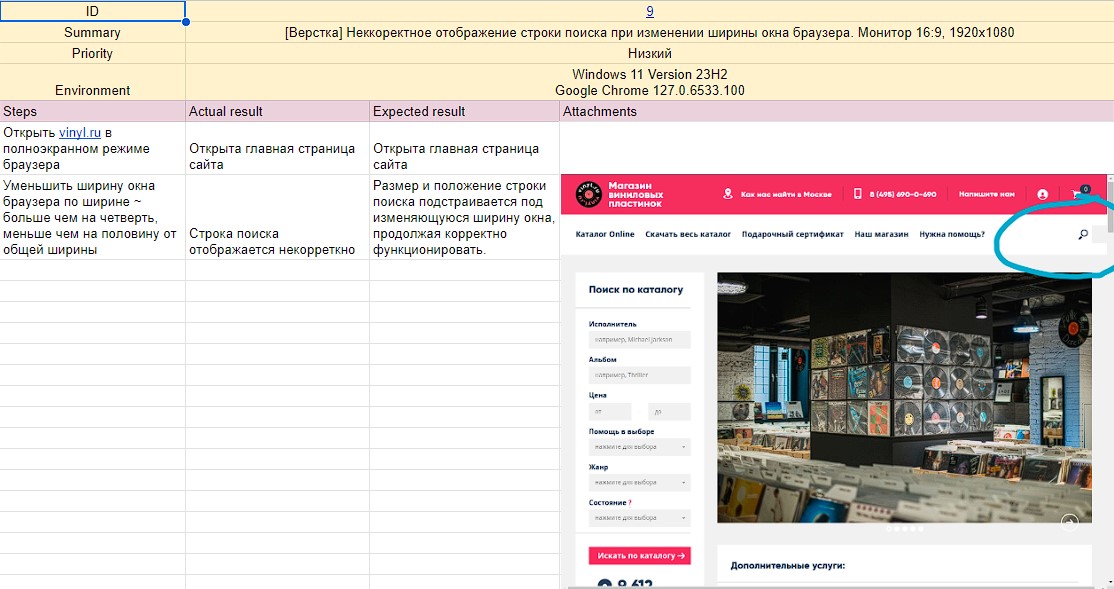 ID
9
Summary
[Верстка] Неккоректное отображение строки поиска при изменении ширины окна браузера. Монитор 16:9, 1920x1080
Priority
Низкий
Environment
Windows 11 Version 23H2
Google Chrome 127.0.6533.100
Steps
Actual result
Expected result
Attachments
Открыть vinyl.ru в
полноэкранном режиме
браузера
Открыта главная страница
сайта
Открыта главная страница
сайта
Уменьшить ширину окна
браузера по ширине ~
больше чем на четверть,
меньше чем на половину от
общей ширины
Строка поиска
отображается некорреткно
Размер и положение строки
поиска подстраивается под
изменяющуюся ширину окна,
продолжая корректно
функционировать.
Магазин
виниловых
пластинок
Как нас найти в Москве
8 (495) 690-0-690
Напишите нам
0
Каталог Online
Скачать весь каталог
Подарочный сертификат
Наш магазин
Нужна помощь?
Поиск по каталогу
Исполнитель
например, Michael Jackson
Альбом
например, Thriller
Цена
от
до
Помощь в выборе
нажмите для выбора
Жанр
нажмите для выбора
Состояние ?
нажмите для выбора
Искать по каталогу
9 612
Дополнительные услуги: